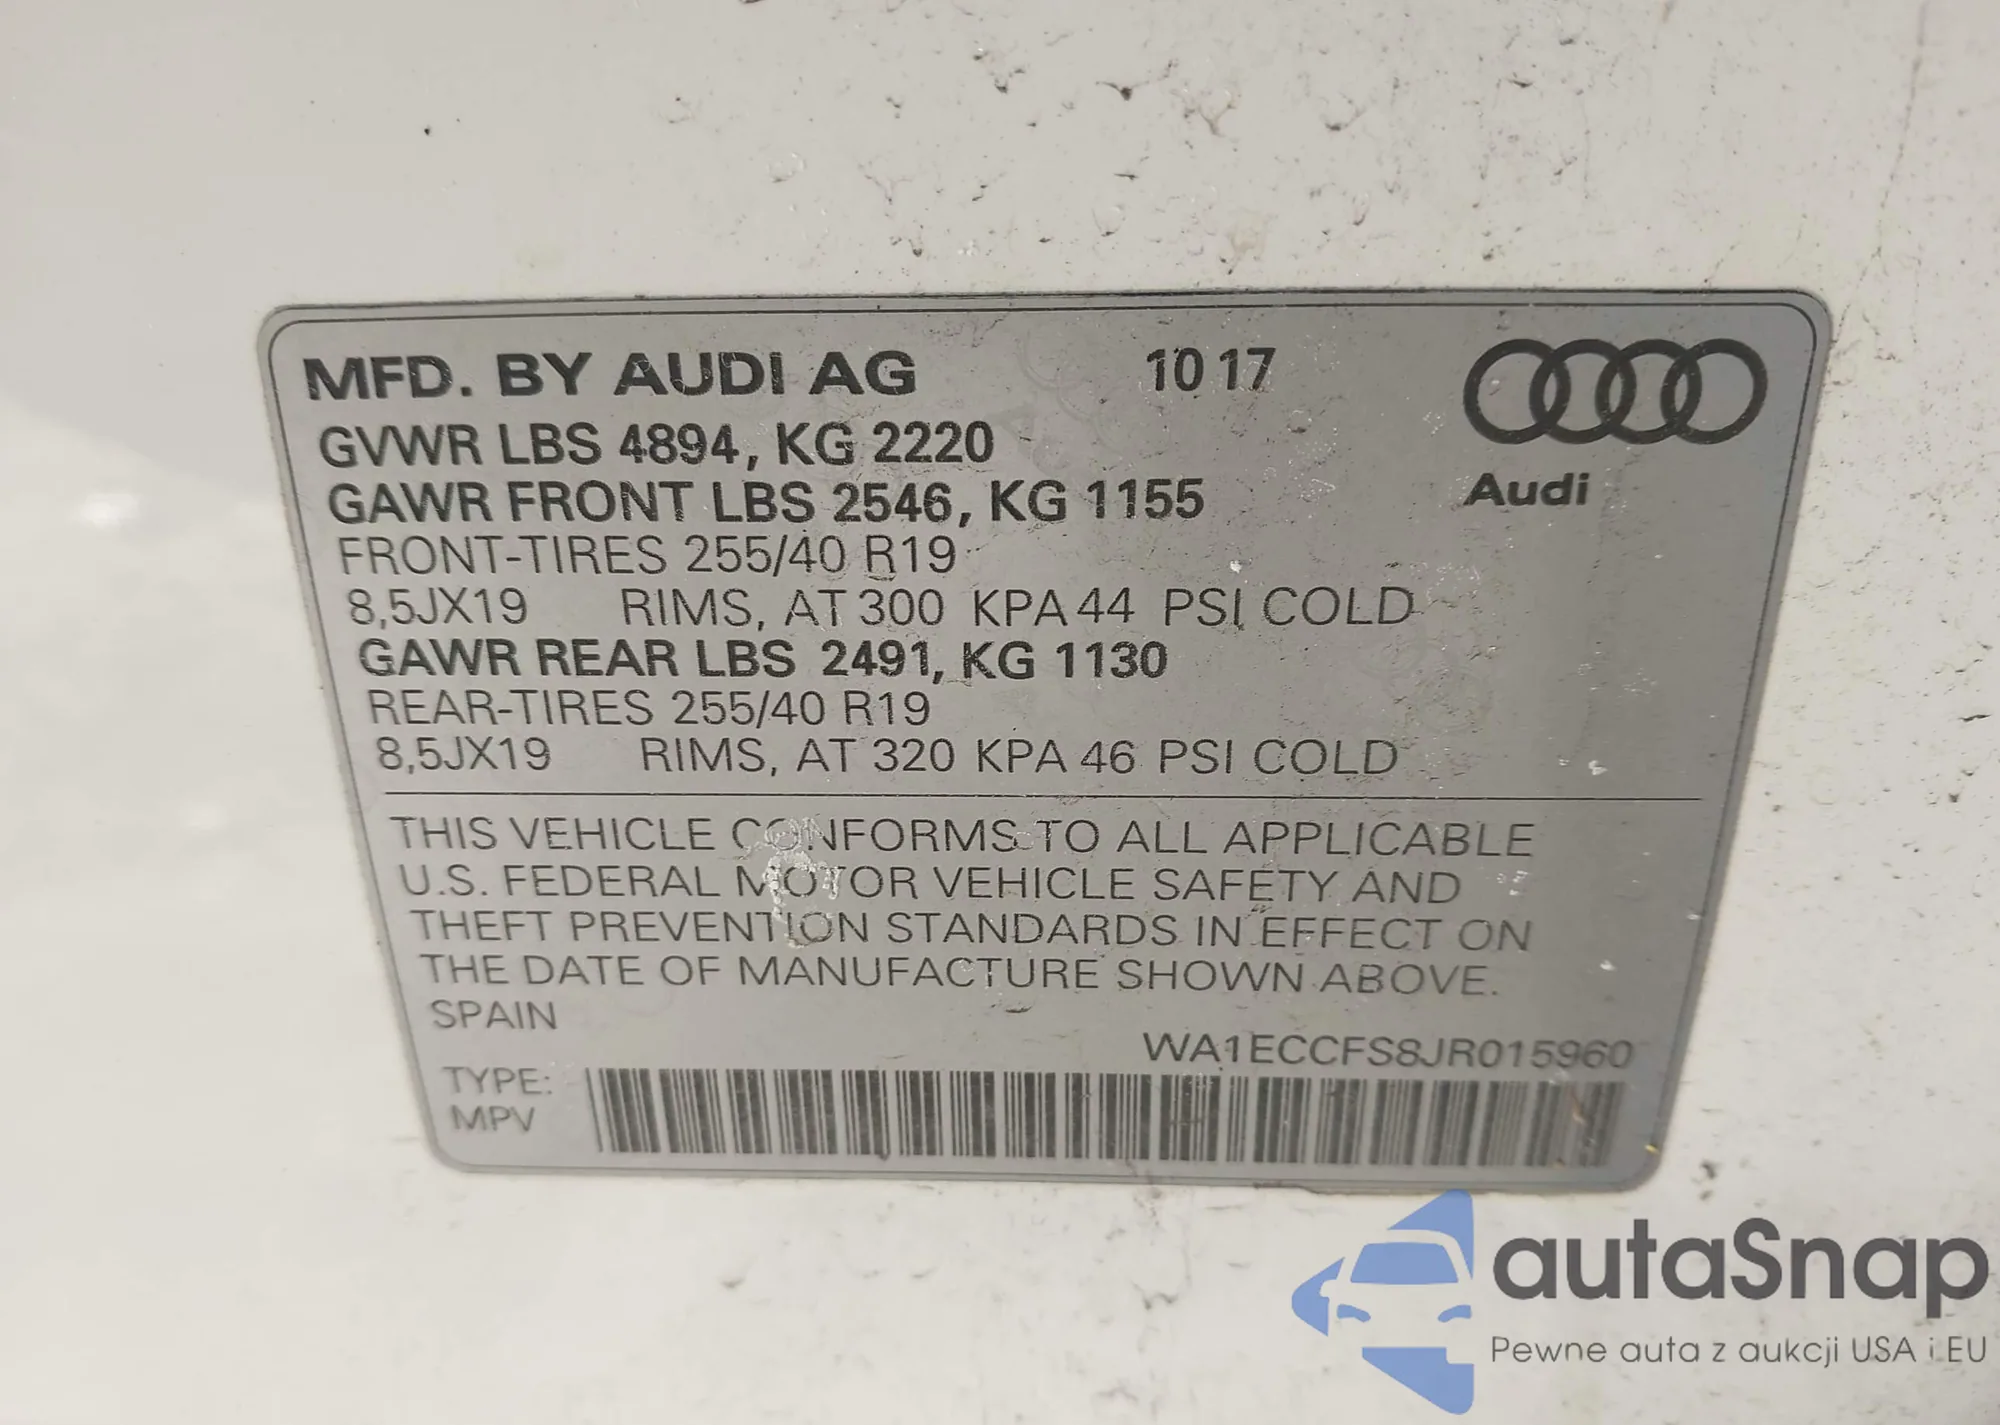 MFD. BY AUDI AG 10 17
GVWR LBS 4894, KG 2220
GAWR FRONT LBS 2546, KG 1155
Audi
FRONT-TIRES 255/40 R19
8,5JX19 RIMS, AT 300 KPA 44 PSI COLD
GAWR REAR LBS 2491, KG 1130
REAR-TIRES 255/40 R19
8,5JX19 RIMS, AT 320 KPA 46 PSI COLD
THIS VEHICLE CONFORMS TO ALL APPLICABLE
U.S. FEDERAL MOTOR VEHICLE SAFETY AND
THEFT PREVENTION STANDARDS IN EFFECT ON
THE DATE OF MANUFACTURE SHOWN ABOVE.
SPAIN
WA1ECCFS8JR015960
TYPE:
MPV
autaSnap
Pewne auta z aukcji USA i EU